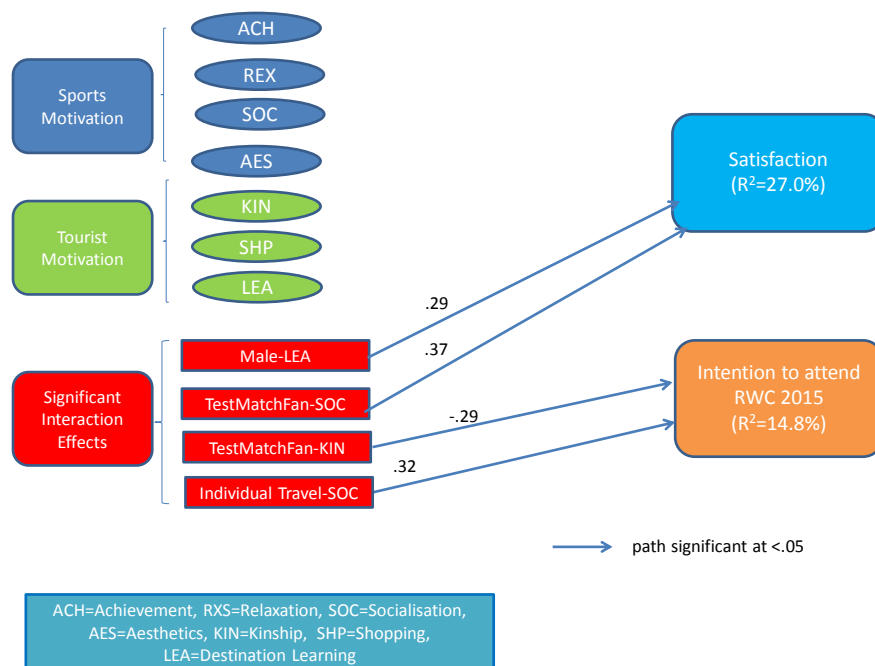 ACH
REX
Sports
Motivation
SOC
AES
Satisfaction
(R²=27.0%)
KIN
Tourist
Motivation
SHP
LEA
.29
Male-LEA
.37
Significant
Interaction
Effects
TestMatchFan-SOC
-.29
TestMatchFan-KIN
.32
Individual Travel-SOC
Intention to attend
RWC 2015
(R²=14.8%)
path significant at <.05
ACH=Achievement, RXS=Relaxation, SOC=Socialisation,
AES=Aesthetics, KIN=Kinship, SHP=Shopping,
LEA=Destination Learning